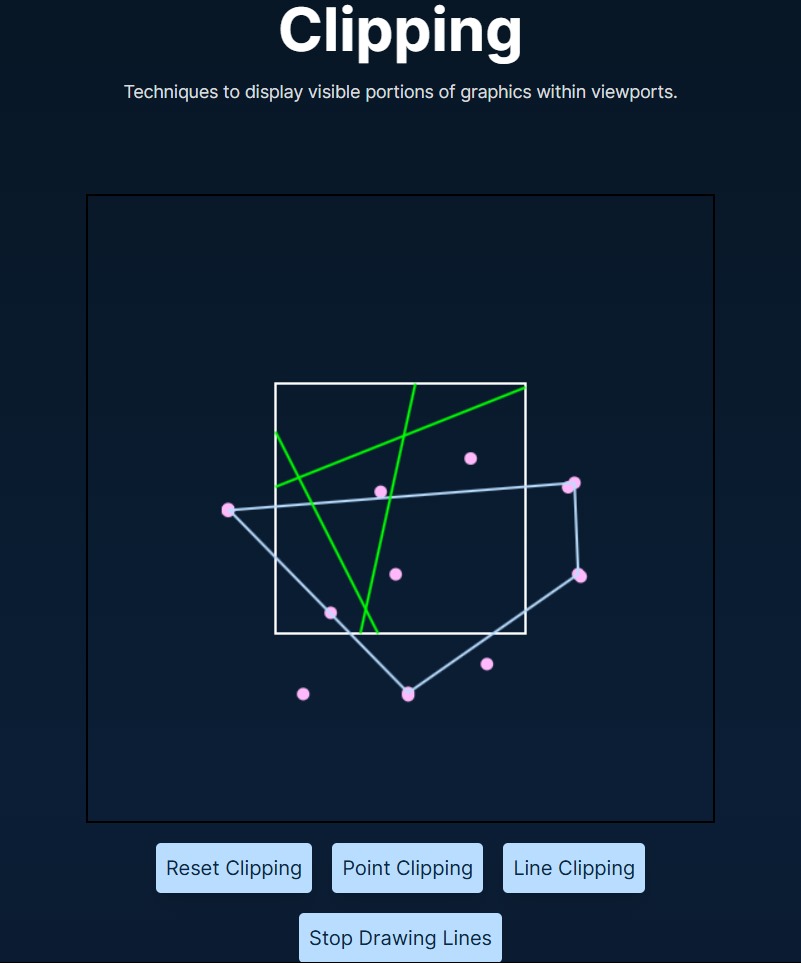 Clipping
Techniques to display visible portions of graphics within viewports.
Reset Clipping
Point Clipping
Line Clipping
Stop Drawing Lines